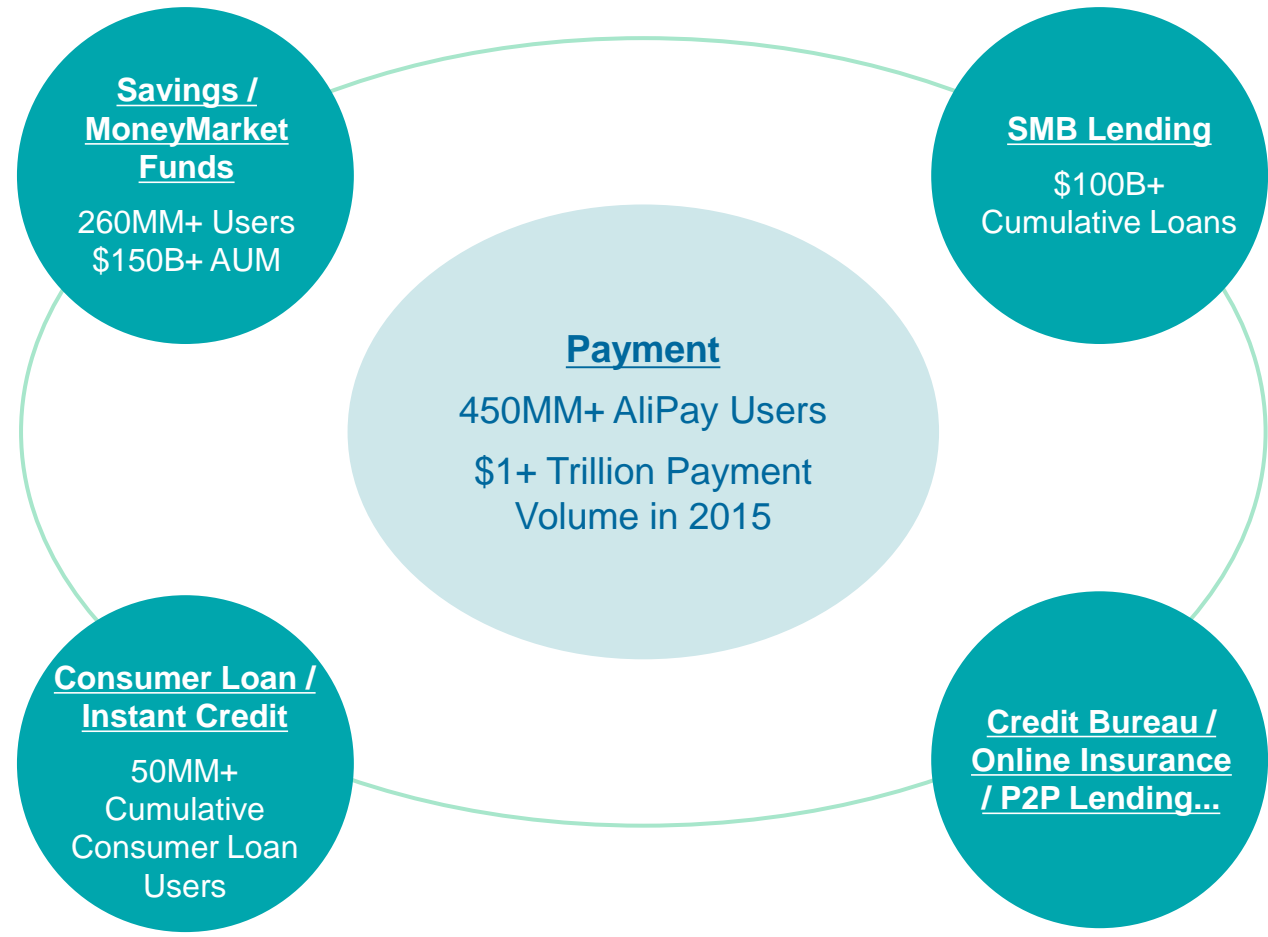 Savings /
MoneyMarket
Funds
260MM+ Users
$150B+ AUM
SMB Lending
$100B+
Cumulative Loans
Payment
450MM+ AliPay Users
$1+ Trillion Payment
Volume in 2015
Consumer Loan /
Instant Credit
50MM+
Cumulative
Consumer Loan
Users
Credit Bureau /
Online Insurance
/ P2P Lending...